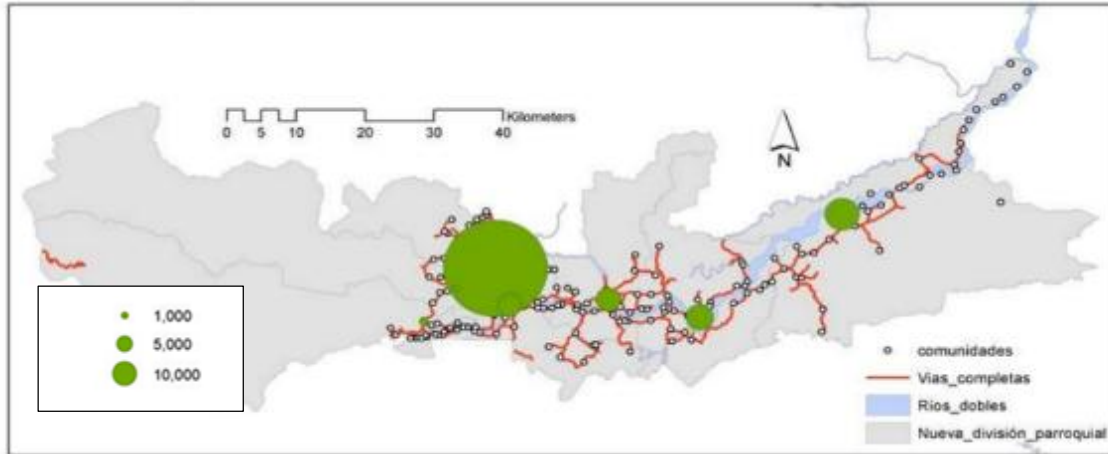 Kilometers
0 5 10 20 30 40
N
1,000
5,000
10,000
comunidades
Vias_completas
Rios_dobles
Nueva_división_parroquial